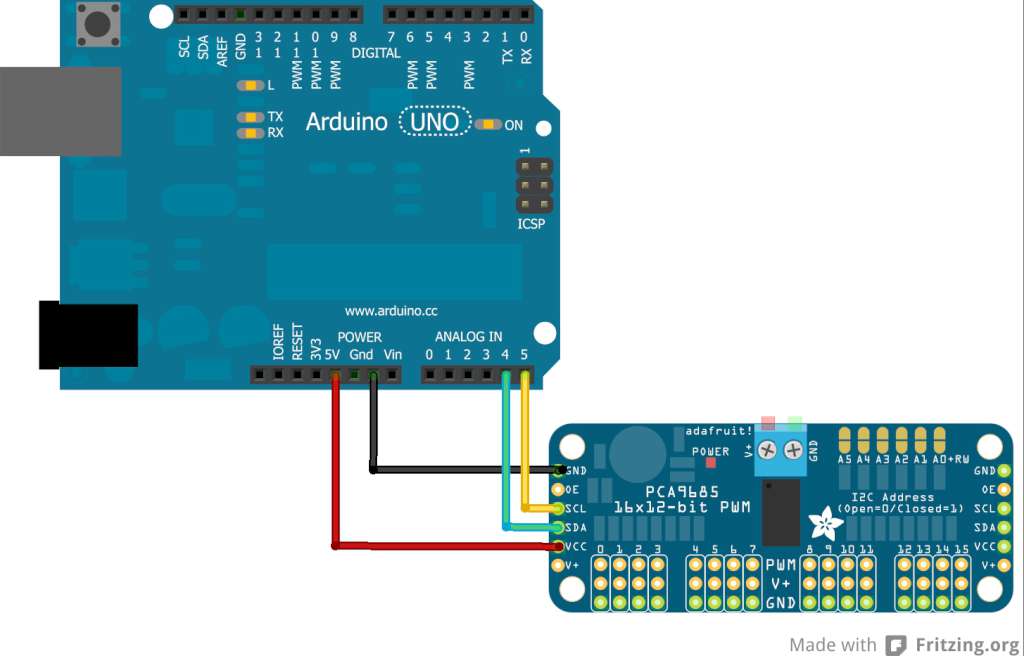 SCL SDA AREF GND 13 12 11 10 9 8 7 6 5 4 3 2 1 0
PWM PWM PWM PWM PWM PWM TX RX
DIGITAL
L
TX
RX
Arduino UNO ON
1
ICSP
www.arduino.cc
POWER ANALOG IN
IOREF RESET 3V3 5V Gnd Vin 0 1 2 3 4 5
adafruit!
POWER
V+ GND
A5 A4 A3 A2 A1 A0 +RW
GND
OE
SCL
SDA
VCC
V+
PCA9685
16x12-bit PWM
I2C Address
(Open=0/Closed=1)
GND
OE
SCL
SDA
VCC
V+
0 1 2 3 4 5 6 7 8 9 10 11 12 13 14 15
PWM
V+
GND
Made with Fritzing.org